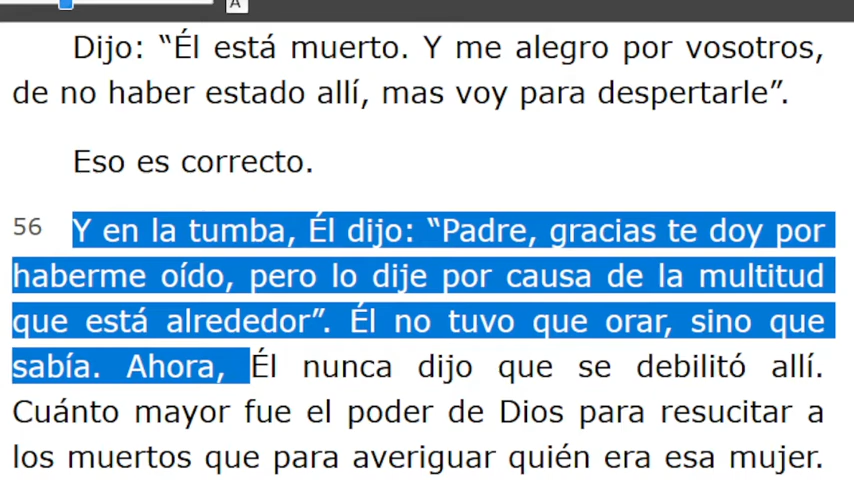 A
Dijo: “Él está muerto. Y me alegro por vosotros,
de no haber estado allí, mas voy para despertarle”.
Eso es correcto.
56 Y en la tumba, Él dijo: “Padre, gracias te doy por
haberme oído, pero lo dije por causa de la multitud
que está alrededor”. Él no tuvo que orar, sino que
sabía. Ahora, Él nunca dijo que se debilitó allí.
Cuánto mayor fue el poder de Dios para resucitar a
los muertos que para averiguar quién era esa mujer.